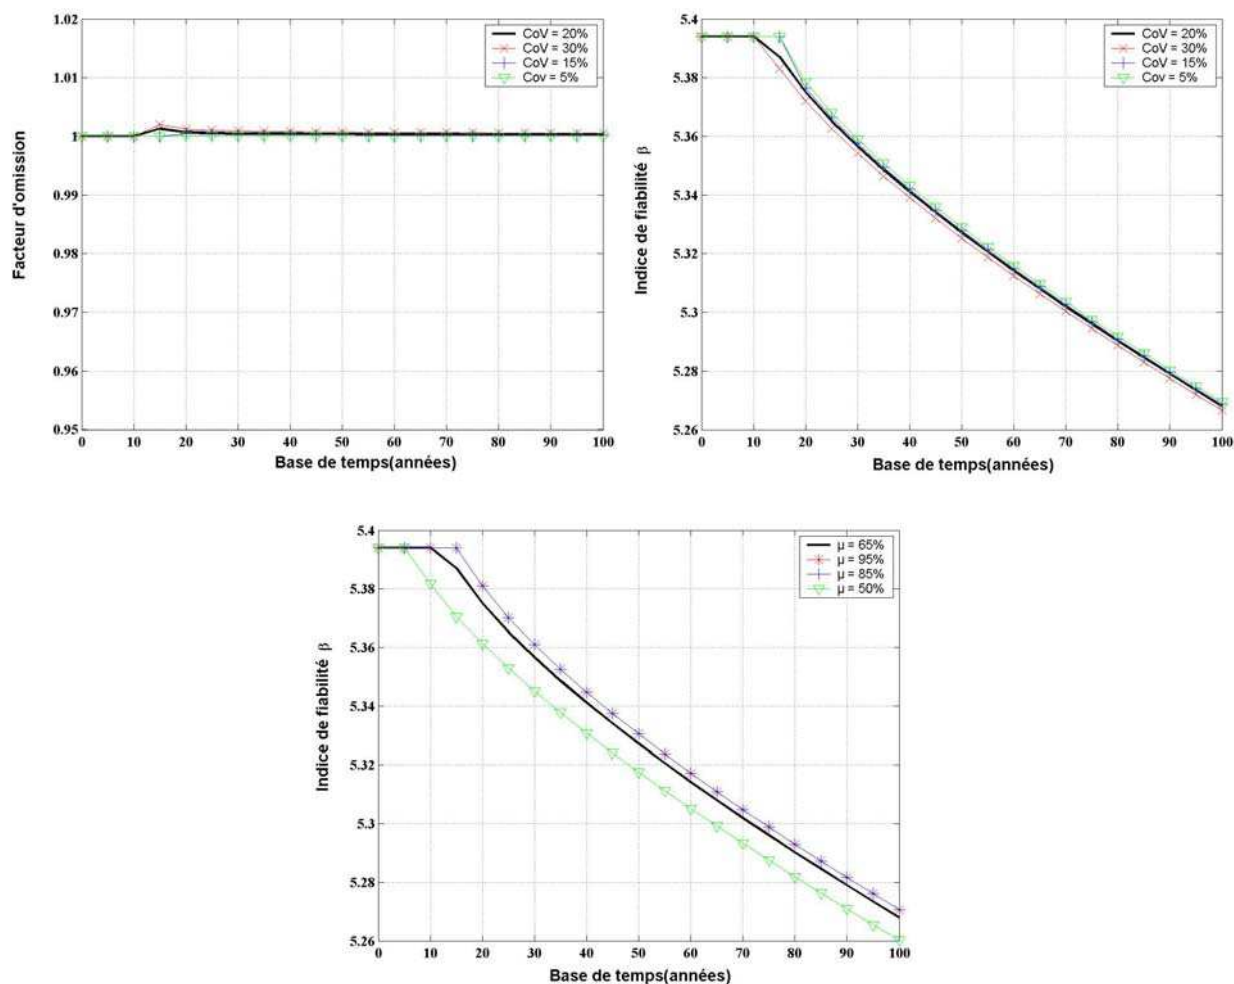 1.02
1.01
1
0.99
0.98
0.97
0.96
0.95
CoV = 20%
CoV = 30%
CoV = 15%
Cov = 5%
Facteur d'omission
0 10 20 30 40 50 60 70 80 90 100
Base de temps(années)
5.4
5.38
5.36
5.34
5.32
5.3
5.28
5.26
CoV = 20%
CoV = 30%
CoV = 15%
Cov = 5%
Indice de fiabilité β
0 10 20 30 40 50 60 70 80 90 100
Base de temps(années)
5.4
5.38
5.36
5.34
5.32
5.3
5.28
5.26
μ = 65%
μ = 95%
μ = 85%
μ = 50%
Indice de fiabilité β
0 10 20 30 40 50 60 70 80 90 100
Base de temps(années)